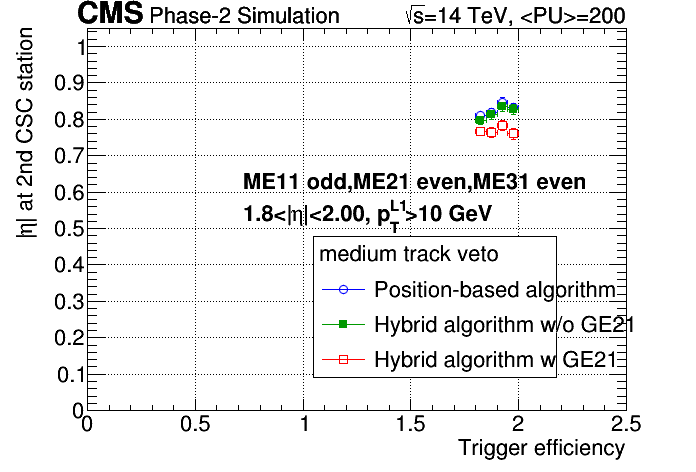 CMS Phase-2 Simulation √s=14 TeV, <PU>=200
|η| at 2nd CSC station
1
0.9
0.8
0.7
0.6
0.5
0.4
0.3
0.2
0.1
0
ME11 odd,ME21 even,ME31 even
1.8<|η|<2.00, p_T^L1>10 GeV
medium track veto
Position-based algorithm
Hybrid algorithm w/o GE21
Hybrid algorithm w GE21
0 0.5 1 1.5 2 2.5
Trigger efficiency